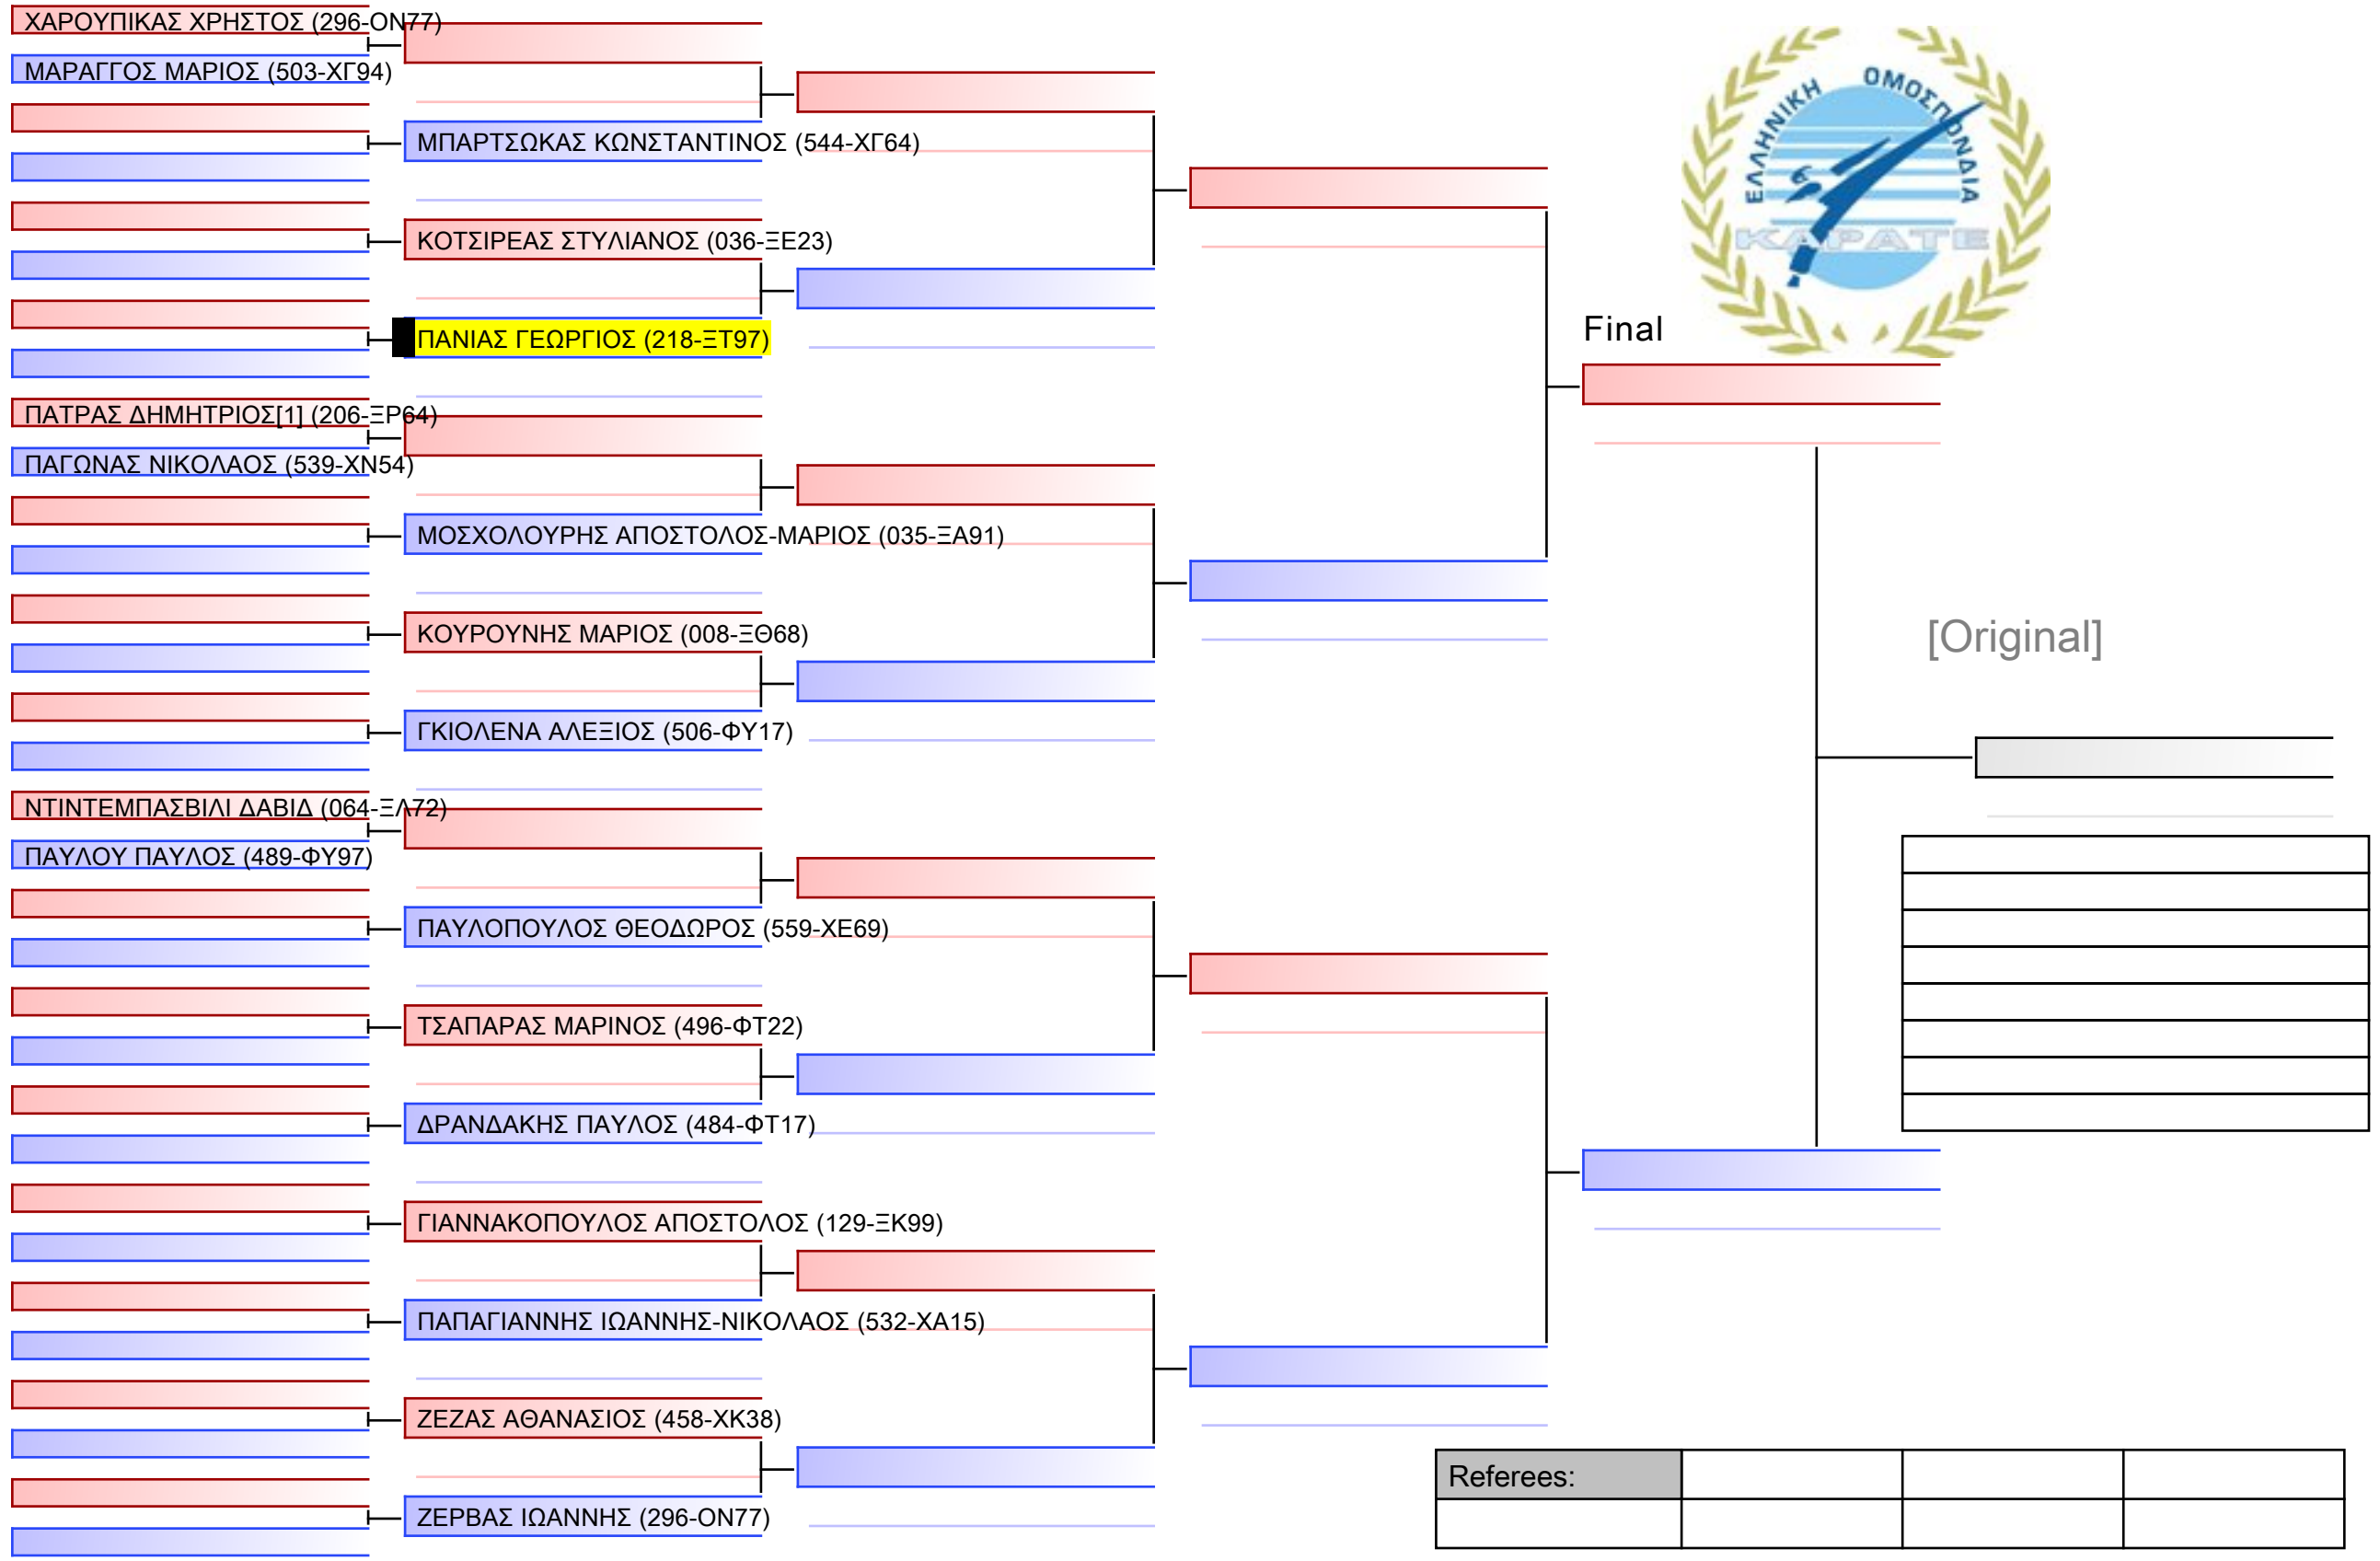 ΧΑΡΟΥΠΙΚΑΣ ΧΡΗΣΤΟΣ (296-ΟΝ77)
ΜΑΡΑΓΓΟΣ ΜΑΡΙΟΣ (503-ΧΓ94)
ΜΠΑΡΤΣΩΚΑΣ ΚΩΝΣΤΑΝΤΙΝΟΣ (544-ΧΓ64)
ΚΟΤΣΙΡΕΑΣ ΣΤΥΛΙΑΝΟΣ (036-ΞΕ23)
ΠΑΝΙΑΣ ΓΕΩΡΓΙΟΣ (218-ΞΤ97)
ΠΑΤΡΑΣ ΔΗΜΗΤΡΙΟΣ[1] (206-ΞΡ64)
ΠΑΓΩΝΑΣ ΝΙΚΟΛΑΟΣ (539-ΧΝ54)
ΜΟΣΧΟΛΟΥΡΗΣ ΑΠΟΣΤΟΛΟΣ-ΜΑΡΙΟΣ (035-ΞΑ91)
ΚΟΥΡΟΥΝΗΣ ΜΑΡΙΟΣ (008-ΞΘ68)
ΓΚΙΟΛΕΝΑ ΑΛΕΞΙΟΣ (506-ΦΥ17)
ΝΤΙΝΤΕΜΠΑΣΒΙΛΙ ΔΑΒΙΔ (064-ΞΛ72)
ΠΑΥΛΟΥ ΠΑΥΛΟΣ (489-ΦΥ97)
ΠΑΥΛΟΠΟΥΛΟΣ ΘΕΟΔΩΡΟΣ (559-ΧΕ69)
ΤΣΑΠΑΡΑΣ ΜΑΡΙΝΟΣ (496-ΦΤ22)
ΔΡΑΝΔΑΚΗΣ ΠΑΥΛΟΣ (484-ΦΤ17)
ΓΙΑΝΝΑΚΟΠΟΥΛΟΣ ΑΠΟΣΤΟΛΟΣ (129-ΞΚ99)
ΠΑΠΑΓΙΑΝΝΗΣ ΙΩΑΝΝΗΣ-ΝΙΚΟΛΑΟΣ (532-ΧΑ15)
ΖΕΖΑΣ ΑΘΑΝΑΣΙΟΣ (458-ΧΚ38)
ΖΕΡΒΑΣ ΙΩΑΝΝΗΣ (296-ΟΝ77)
ΕΛΛΗΝΙΚΗ ΟΜΟΣΠΟΝΔΙΑ
ΚΑΡΑΤΕ
Final
[Original]
Referees: